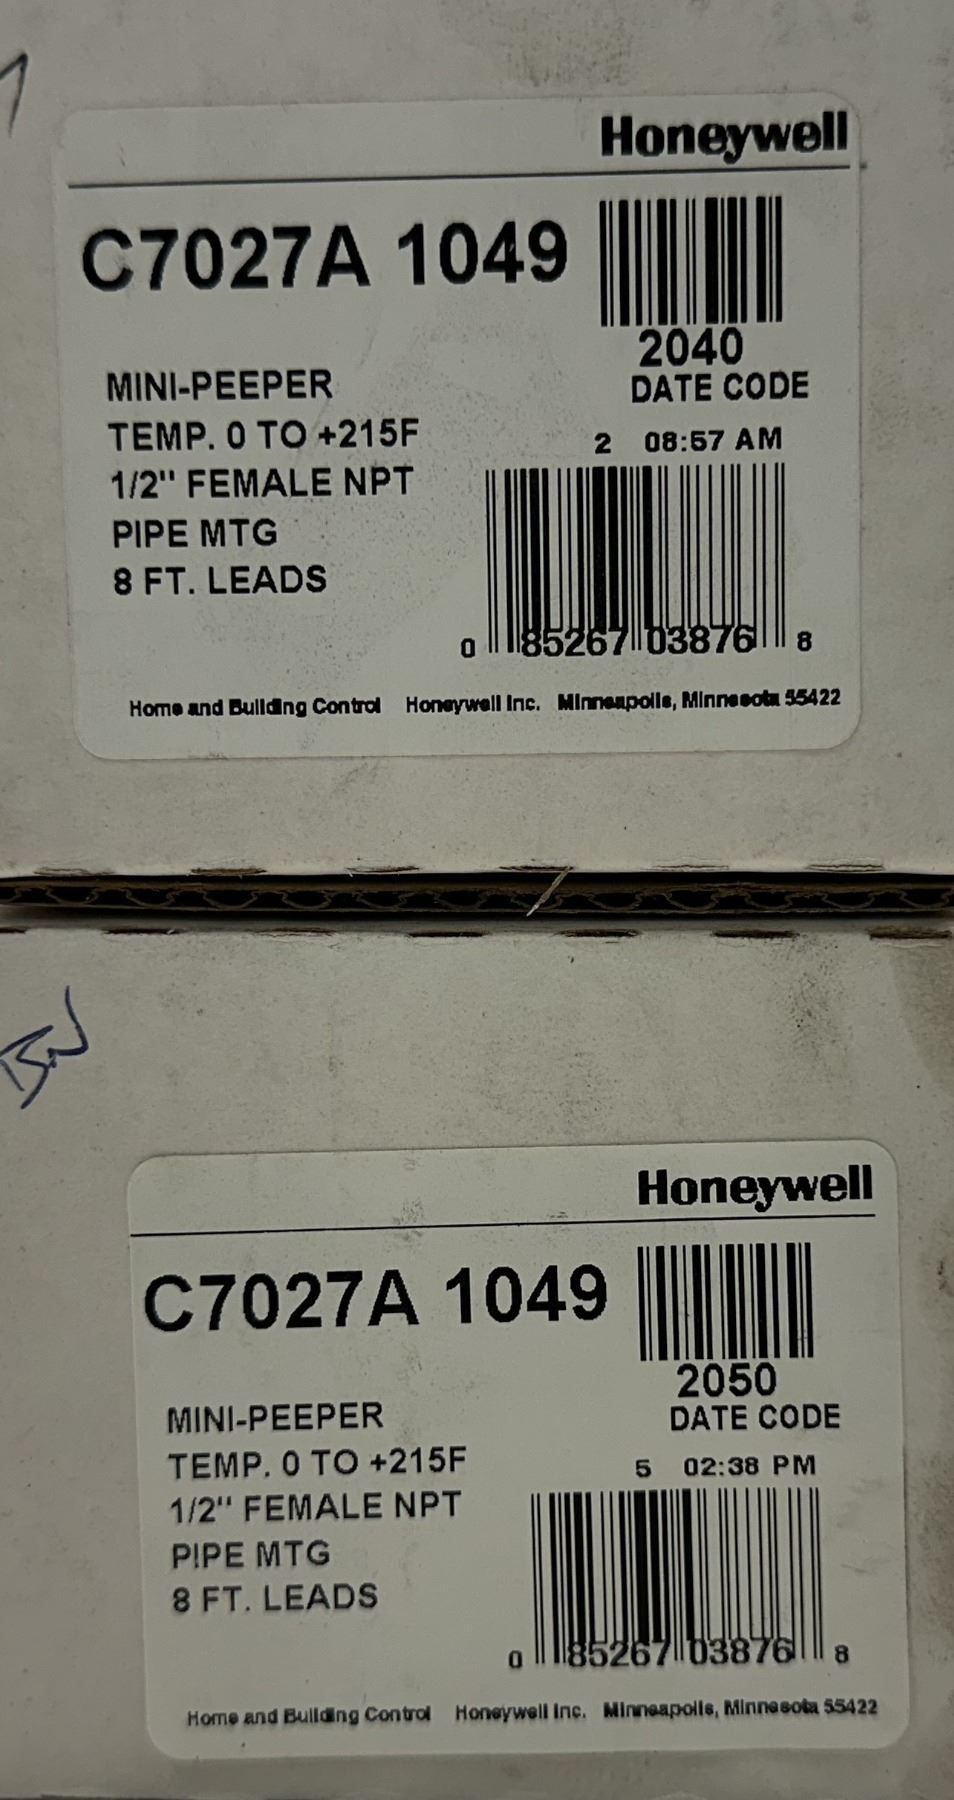 Honeywell
C7027A 1049
2040
DATE CODE
MINI-PEEPER
TEMP. 0 TO +215F
1/2" FEMALE NPT
PIPE MTG
8 FT. LEADS
2 08:57 AM
0 85267 03876 8
Home and Building Control Honeywell Inc. Minneapolis, Minnesota 55422
Honeywell
C7027A 1049
2050
DATE CODE
MINI-PEEPER
TEMP. 0 TO +215F
1/2" FEMALE NPT
PIPE MTG
8 FT. LEADS
5 02:38 PM
0 85267 03876 8
Home and Building Control Honeywell Inc. Minneapolis, Minnesota 55422